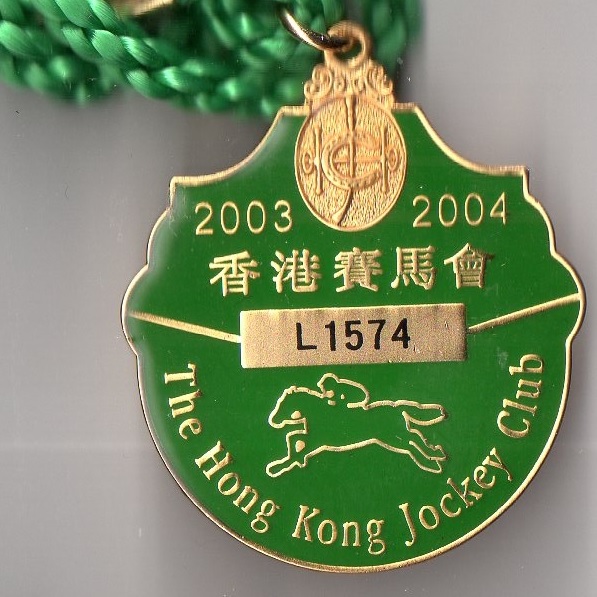 2003 2004
香港賽馬會
L1574
The Hong Kong Jockey Club